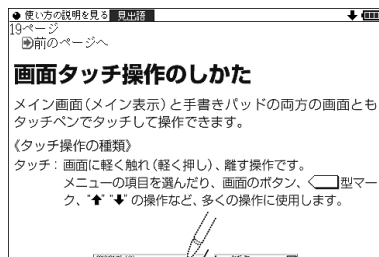 ● 使い方の説明を見る 見出語
19ページ
前のページへ
画面タッチ操作のしかた
メイン画面(メイン表示)と手書きパッドの両方の画面とも
タッチペンでタッチして操作できます。
《タッチ操作の種類》
タッチ:画面に軽く触れ(軽く押し)、離す操作です。
メニューの項目を選んだり、画面のボタン、型マー
ク、"⬆" "⬇" の操作など、多くの操作に使用します。